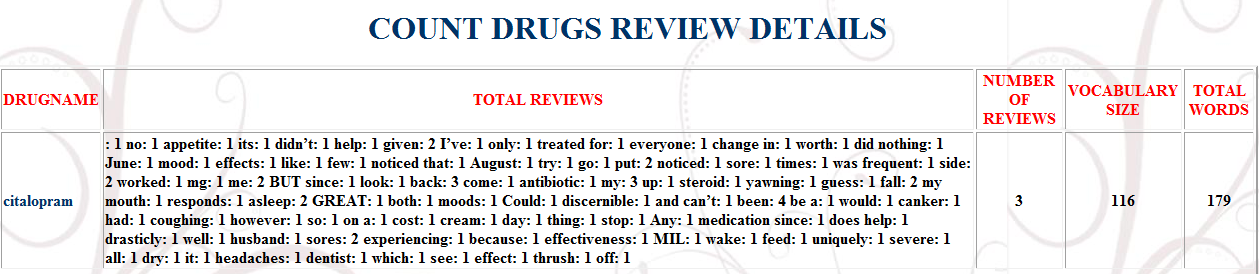 COUNT DRUGS REVIEW DETAILS
DRUGNAME
TOTAL REVIEWS
NUMBER
OF
REVIEWS
VOCABULARY
SIZE
TOTAL
WORDS
citalopram
: 1 no: 1 appetite: 1 its: 1 didn’t: 1 help: 1 given: 2 I’ve: 1 only: 1 treated for: 1 everyone: 1 change in: 1 worth: 1 did nothing: 1
June: 1 mood: 1 effects: 1 like: 1 few: 1 noticed that: 1 August: 1 try: 1 go: 1 put: 2 noticed: 1 sore: 1 times: 1 was frequent: 1 side:
2 worked: 1 mg: 1 me: 2 BUT since: 1 look: 1 back: 3 come: 1 antibiotic: 1 my: 3 up: 1 steroid: 1 yawning: 1 guess: 1 fall: 2 my
mouth: 1 responds: 1 asleep: 2 GREAT: 1 both: 1 moods: 1 Could: 1 discernible: 1 and can’t: 1 been: 4 be a: 1 would: 1 canker: 1
had: 1 coughing: 1 however: 1 so: 1 on a: 1 cost: 1 cream: 1 day: 1 thing: 1 stop: 1 Any: 1 medication since: 1 does help: 1
drasticly: 1 well: 1 husband: 1 sores: 2 experiencing: 1 because: 1 effectiveness: 1 MIL: 1 wake: 1 feed: 1 uniquely: 1 severe: 1
all: 1 dry: 1 it: 1 headaches: 1 dentist: 1 which: 1 see: 1 effect: 1 thrush: 1 off: 1
3
116
179